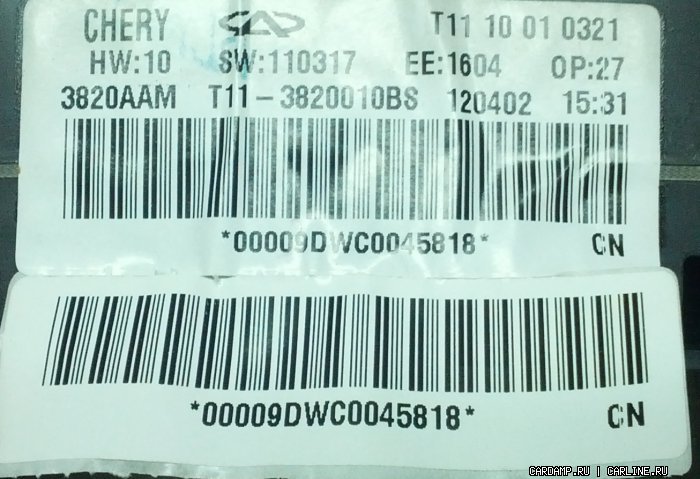 CHERY T11 10 01 0321
HW:10 SW:110317 EE:1604 OP:27
3820AAM T11-3820010BS 120402 15:31
*00009DWC0045818* CN
*00009DWC0045818* CN
CARDAMP.RU | CARLINE.RU